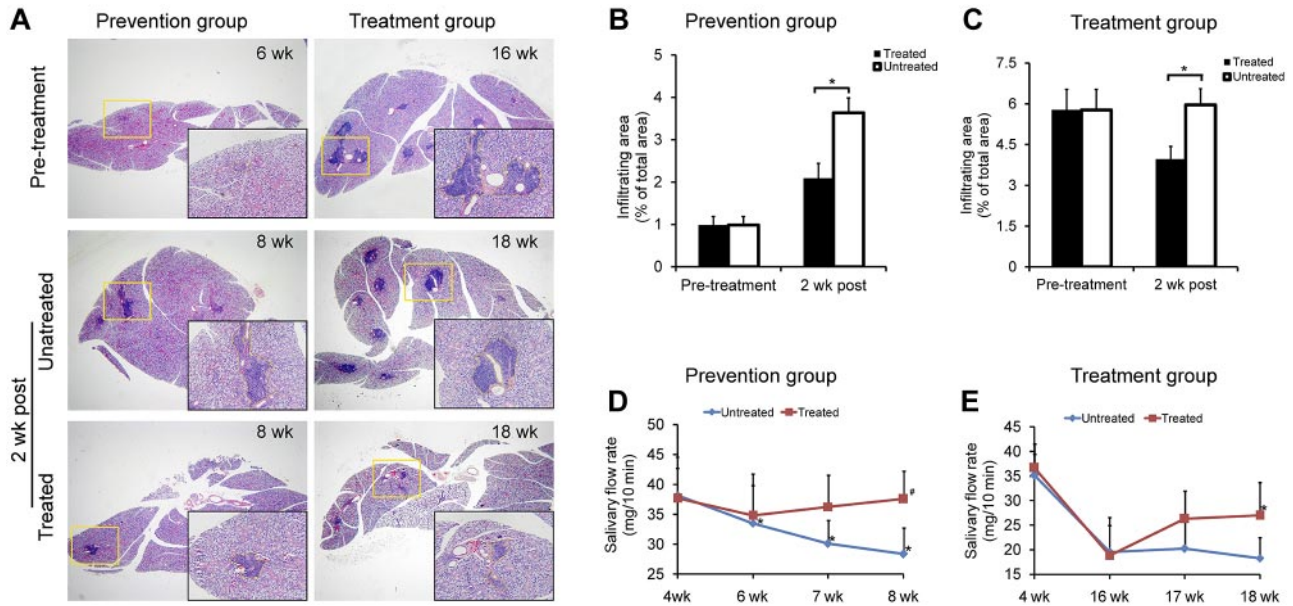 A
Prevention group
Treatment group
Pre-treatment
6 wk
16 wk
2 wk post
Unatreated
8 wk
18 wk
Treated
8 wk
18 wk
B
Prevention group
Infiltrating area
(% of total area)
5
4
3
2
1
0
*
Treated
Untreated
Pre-treatment
2 wk post
C
Treatment group
Infiltrating area
(% of total area)
7.5
6
4.5
3
1.5
0
*
Treated
Untreated
Pre-treatment
2 wk post
D
Prevention group
Untreated
Treated
Salivary flow rate
(mg/10 min)
50
45
40
35
30
25
*
*
#
*
4wk
6 wk
7 wk
8 wk
E
Treatment group
Untreated
Treated
Salivary flow rate
(mg/10 min)
45
40
35
30
25
20
15
*
4 wk
16 wk
17 wk
18 wk